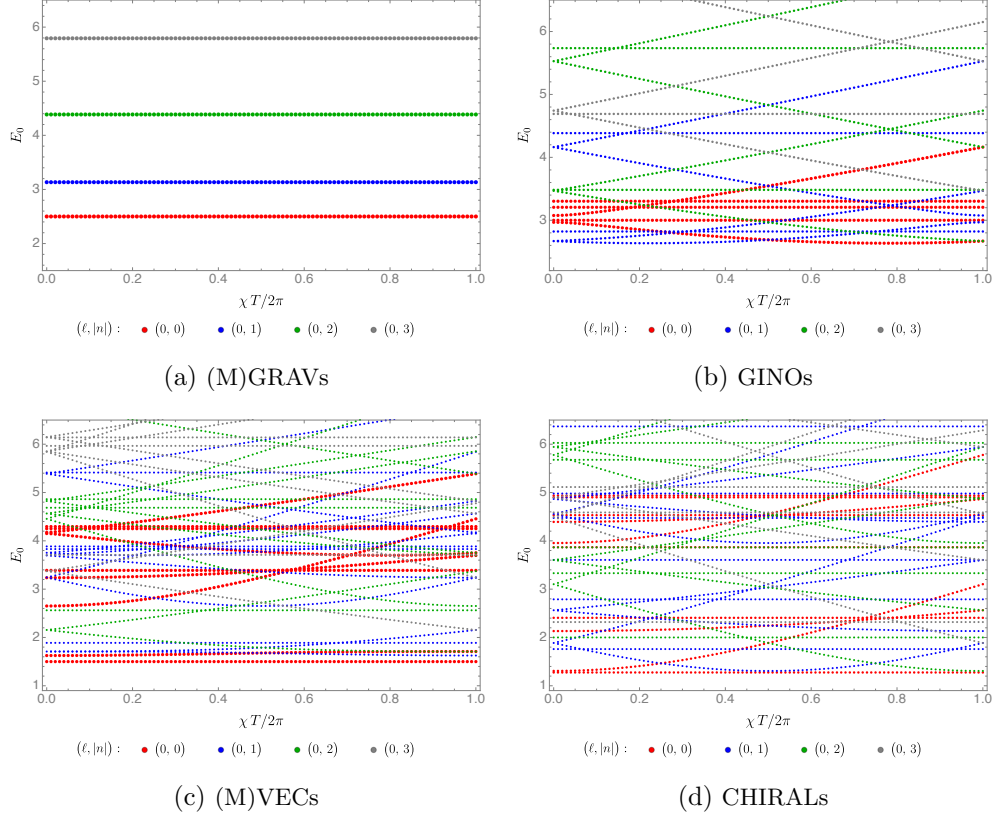 6
5
4
3
2
E₀
0.0 0.2 0.4 0.6 0.8 1.0
χ T/2π
(ℓ, |n|) : (0, 0) (0, 1) (0, 2) (0, 3)
(a) (M)GRAVs
6
5
4
3
E₀
0.0 0.2 0.4 0.6 0.8 1.0
χ T/2π
(ℓ, |n|) : (0, 0) (0, 1) (0, 2) (0, 3)
(b) GINOs
6
5
4
3
2
1
E₀
0.0 0.2 0.4 0.6 0.8 1.0
χ T/2π
(ℓ, |n|) : (0, 0) (0, 1) (0, 2) (0, 3)
(c) (M)VECs
6
5
4
3
2
1
E₀
0.0 0.2 0.4 0.6 0.8 1.0
χ T/2π
(ℓ, |n|) : (0, 0) (0, 1) (0, 2) (0, 3)
(d) CHIRALs